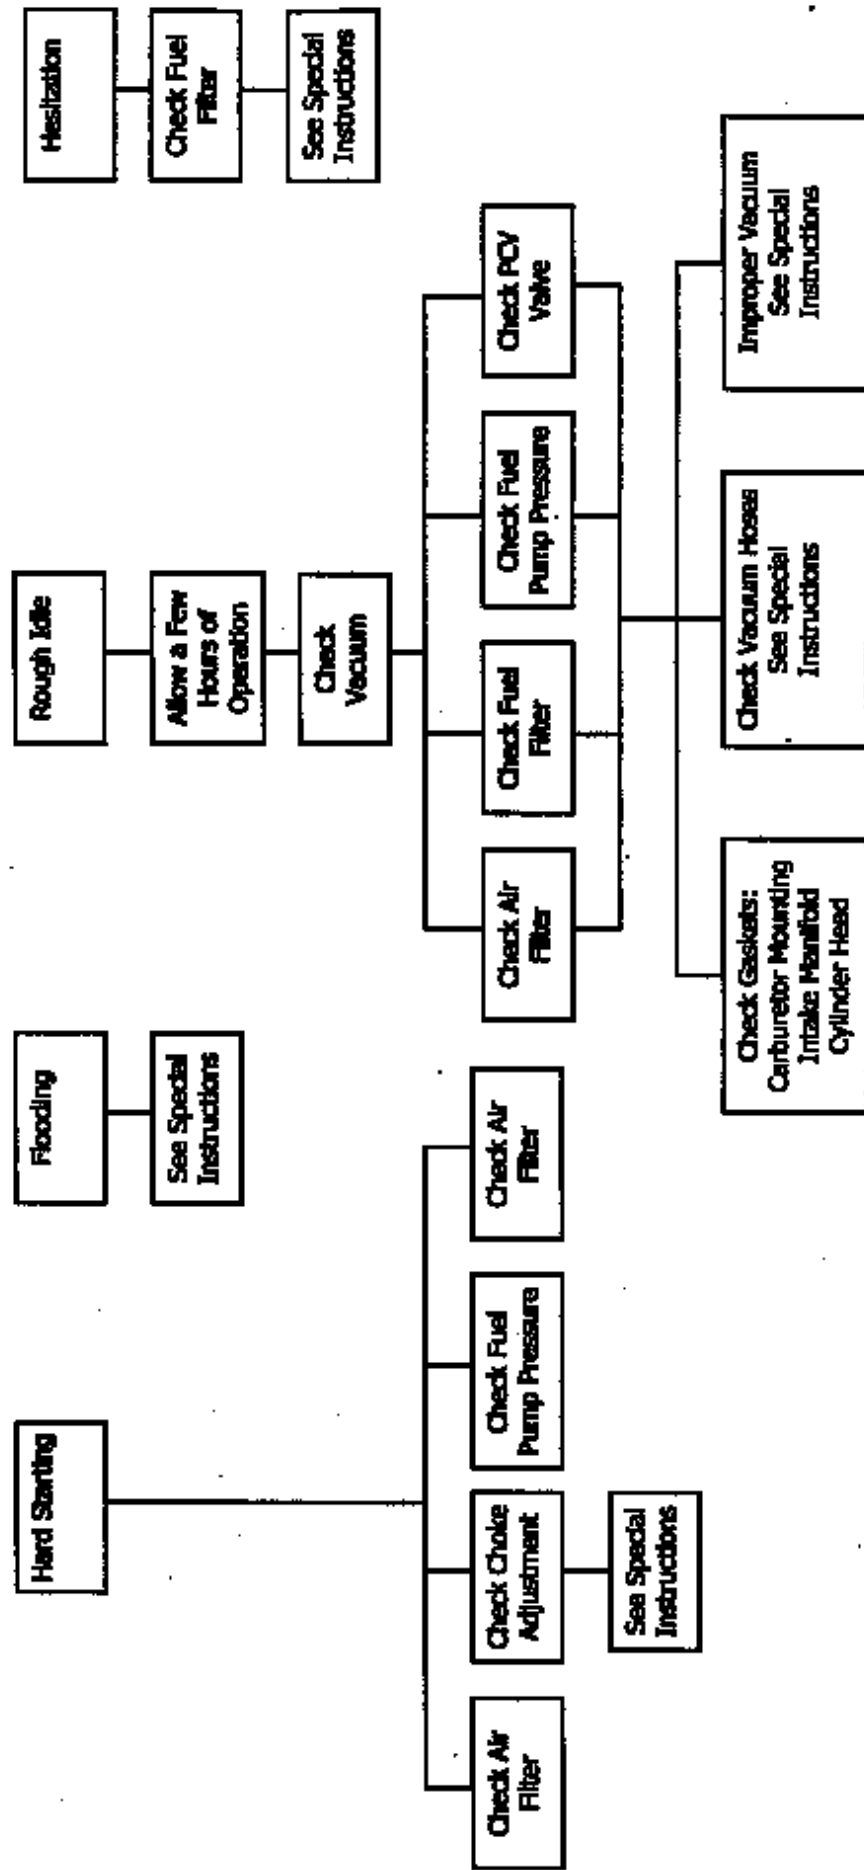 Hard Starting
Check Air
Filter
Check Choke
Adjustment
See Special
Instructions
Check Fuel
Pump Pressure
Check Air
Filter
Flooding
See Special
Instructions
Rough Idle
Allow a Few
Hours of
Operation
Check
Vacuum
Check Air
Filter
Check Fuel
Filter
Check Fuel
Pump Pressure
Check PCV
Valve
Check Gaskets:
Carburetor Mounting
Intake Manifold
Cylinder Head
Check Vacuum Hoses
See Special
Instructions
Improper Vacuum
See Special
Instructions
Hesitation
Check Fuel
Filter
See Special
Instructions